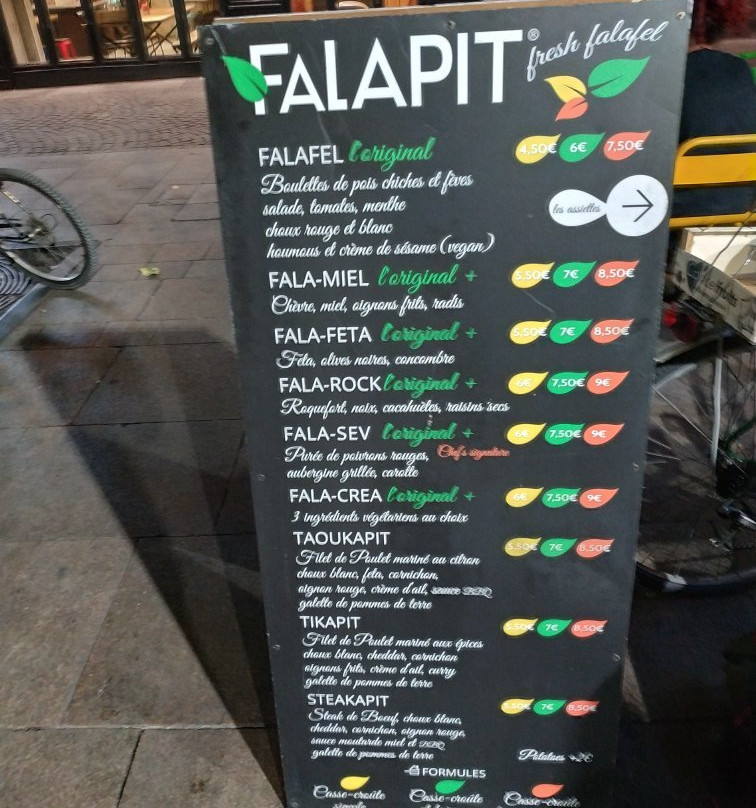 FALAPIT® fresh falafel
FALAFEL l'original 4,50€ 6€ 7,50€
Boulettes de pois chiches et fèves
salade, tomates, menthe
les assiettes
choux rouge et blanc
houmous et crème de sésame (vegan)
FALA-MIEL l'original + 5,50€ 7€ 8,50€
Chèvre, miel, oignons frits, radis
FALA-FETA l'original + 5,50€ 7€ 8,50€
Feta, olives noires, concombre
FALA-ROCK l'original + 6€ 7,50€ 9€
Roquefort, noix, cacahuètes, raisins secs
FALA-SEV l'original + 6€ 7,50€ 9€
Purée de poivrons rouges, Chef's signature
aubergine grillée, carotte
FALA-CREA l'original + 6€ 7,50€ 9€
3 ingrédients végétariens au choix
TAOUKAPIT 5,50€ 7€ 8,50€
Filet de Poulet mariné au citron
choux blanc, feta, cornichon,
oignon rouge, crème d'ail, sauce BBQ
galette de pommes de terre
TIKAPIT 5,50€ 7€ 8,50€
Filet de Poulet mariné aux épices
choux blanc, cheddar, cornichon
oignons frits, crème d'ail, curry
galette de pommes de terre
STEAKAPIT 5,50€ 7€ 8,50€
Steak de Boeuf, choux blanc,
cheddar, cornichon, oignon rouge,
sauce moutarde miel et BBQ
galette de pommes de terre
Potatoes +2€
FORMULES
Casse-croûte Casse-croûte Casse-croûte
simple